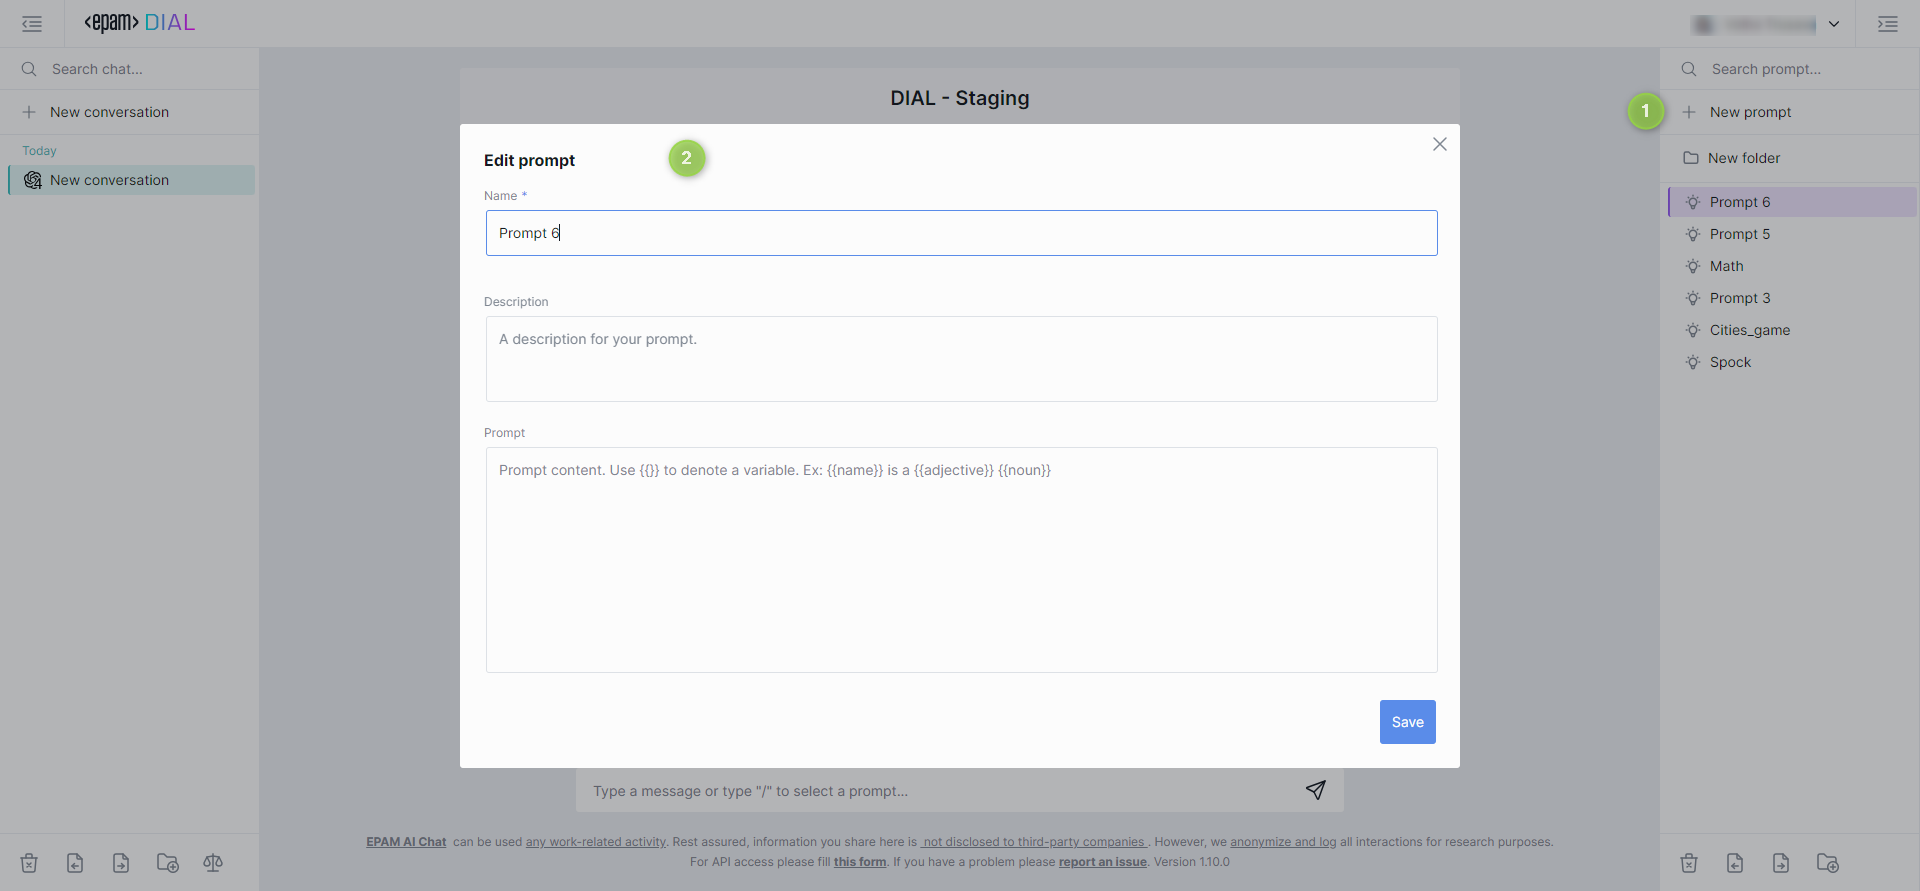 <epam> DIAL
Search chat...
New conversation
Today
New conversation
DIAL - Staging
Edit prompt
2
Name *
Prompt 6
Description
A description for your prompt.
Prompt
Prompt content. Use {{}} to denote a variable. Ex: {{name}} is a {{adjective}} {{noun}}
Save
Type a message or type "/" to select a prompt...
EPAM AI Chat can be used any work-related activity. Rest assured, information you share here is not disclosed to third-party companies . However, we anonymize and log all interactions for research purposes.
For API access please fill this form. If you have a problem please report an issue. Version 1.10.0
Search prompt...
1
New prompt
New folder
Prompt 6
Prompt 5
Math
Prompt 3
Cities_game
Spock